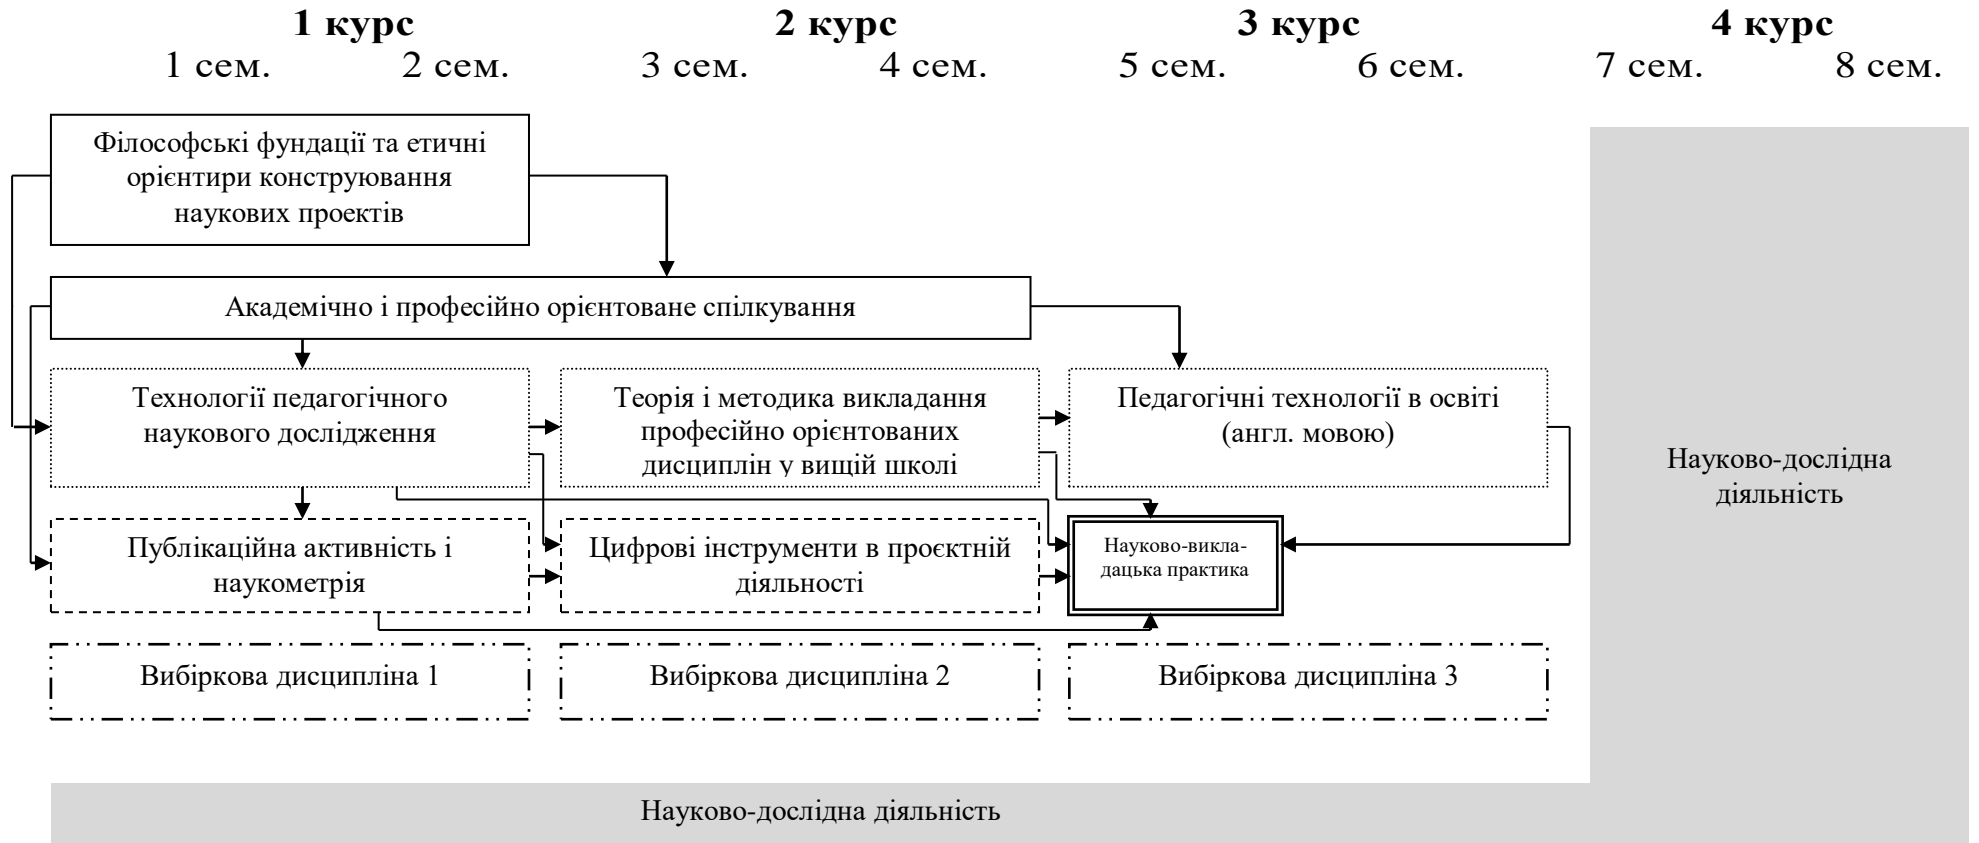 1 курс 2 курс 3 курс 4 курс
1 сем. 2 сем. 3 сем. 4 сем. 5 сем. 6 сем. 7 сем. 8 сем.
Філософські фундації та етичні
орієнтири конструювання
наукових проектів
Академічно і професійно орієнтоване спілкування
Технології педагогічного
наукового дослідження
Теорія і методика викладання
професійно орієнтованих
дисциплін у вищій школі
Педагогічні технології в освіті
(англ. мовою)
Науково-дослідна
діяльність
Публікаційна активність і
наукометрія
Цифрові інструменти в проєктній
діяльності
Науково-викла-
дацька практика
Вибіркова дисципліна 1
Вибіркова дисципліна 2
Вибіркова дисципліна 3
Науково-дослідна діяльність